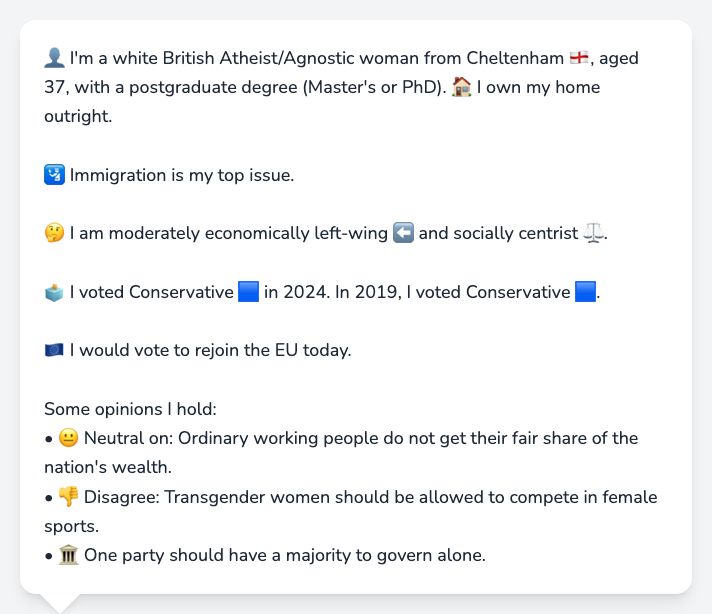 👤 I'm a white British Atheist/Agnostic woman from Cheltenham 🏴󠁧󠁢󠁥󠁮󠁧󠁿, aged
37, with a postgraduate degree (Master's or PhD). 🏠 I own my home
outright.
🛂 Immigration is my top issue.
🤔 I am moderately economically left-wing ⬅️ and socially centrist ⚖️.
🗳️ I voted Conservative 🟦 in 2024. In 2019, I voted Conservative 🟦.
🇪🇺 I would vote to rejoin the EU today.
Some opinions I hold:
• 😐 Neutral on: Ordinary working people do not get their fair share of the
nation's wealth.
• 👎 Disagree: Transgender women should be allowed to compete in female
sports.
• 🏛️ One party should have a majority to govern alone.